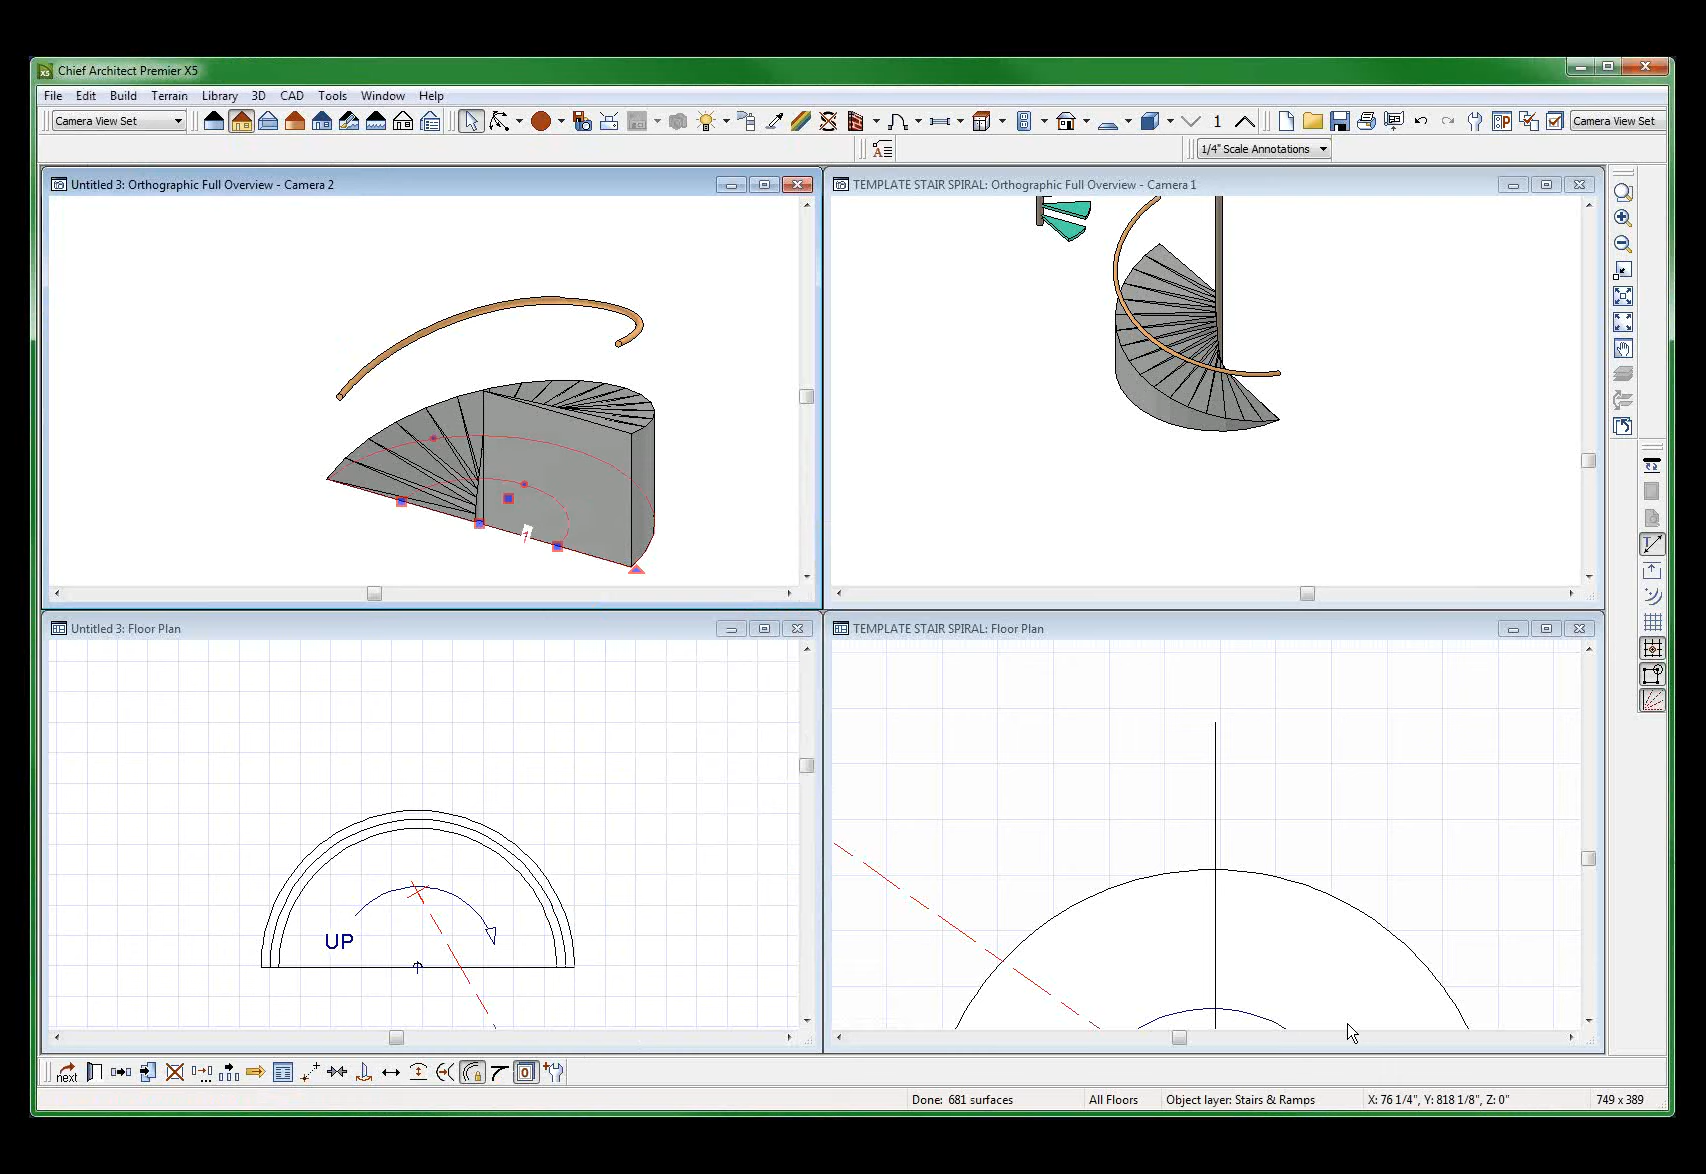 Chief Architect Premier X5
File Edit Build Terrain Library 3D CAD Tools Window Help
Camera View Set
1
Camera View Set
1/4" Scale Annotations
Untitled 3: Orthographic Full Overview - Camera 2
TEMPLATE STAIR SPIRAL: Orthographic Full Overview - Camera 1
Untitled 3: Floor Plan
TEMPLATE STAIR SPIRAL: Floor Plan
UP
next
Done: 681 surfaces
All Floors
Object layer: Stairs & Ramps
X: 76 1/4", Y: 818 1/8", Z: 0"
749 x 389